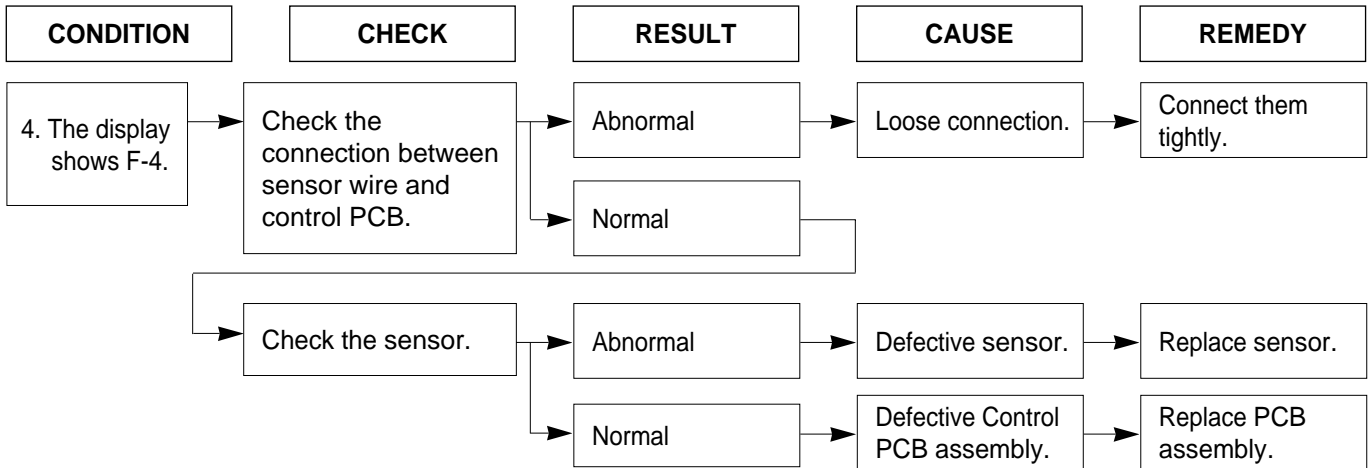 CONDITION
CHECK
RESULT
CAUSE
REMEDY
4. The display
shows F-4.
Check the
connection between
sensor wire and
control PCB.
Abnormal
Loose connection.
Connect them
tightly.
Normal
Check the sensor.
Abnormal
Defective sensor.
Replace sensor.
Normal
Defective Control
PCB assembly.
Replace PCB
assembly.